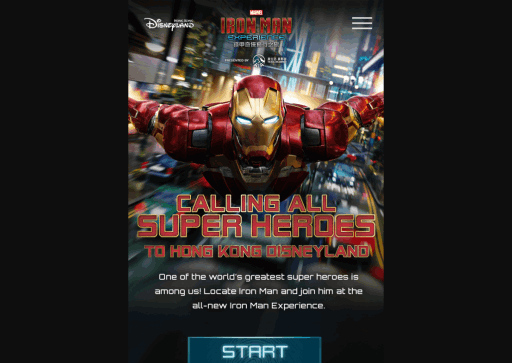 HONG KONG
DISNEYLAND
MARVEL
IRON MAN
EXPERIENCE
PRESENTED BY
CALLING ALL
SUPER HEROES
TO HONG KONG DISNEYLAND
One of the world's greatest super heroes is
among us! Locate Iron Man and join him at the
all-new Iron Man Experience.
START